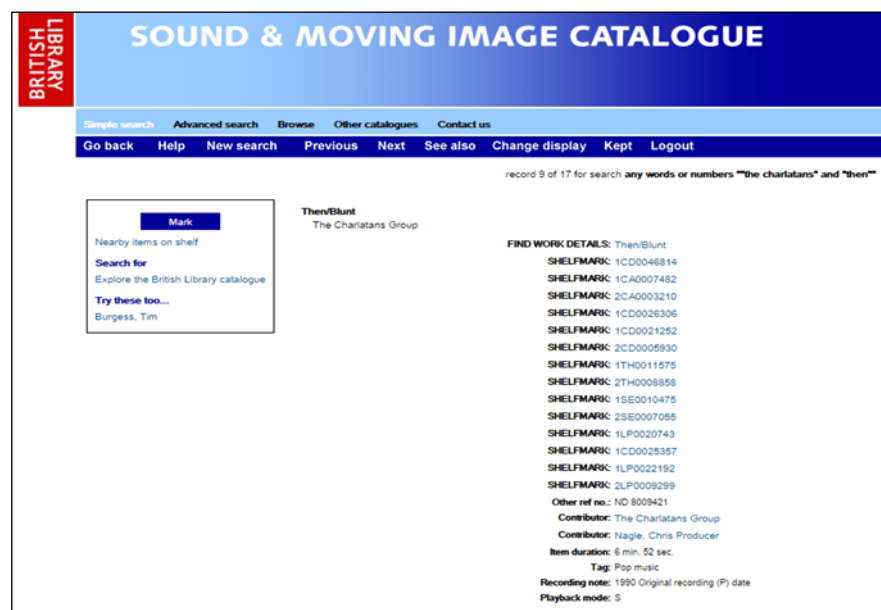 BRITISH
LIBRARY
SOUND & MOVING IMAGE CATALOGUE
Simple search Advanced search Browse Other catalogues Contact us
Go back Help New search Previous Next See also Change display Kept Logout
record 9 of 17 for search any words or numbers ""the charlatans" and "then""
Mark
Nearby items on shelf
Search for
Explore the British Library catalogue
Try these too...
Burgess, Tim
Then/Blunt
The Charlatans Group
FIND WORK DETAILS: Then/Blunt
SHELFMARK: 1CD0046814
SHELFMARK: 1CA0007482
SHELFMARK: 2CA0003210
SHELFMARK: 1CD0026306
SHELFMARK: 1CD0021252
SHELFMARK: 2CD0005930
SHELFMARK: 1TH0011575
SHELFMARK: 2TH0008858
SHELFMARK: 1SE0010475
SHELFMARK: 2SE0007055
SHELFMARK: 1LP0020743
SHELFMARK: 1CD0025357
SHELFMARK: 1LP0022192
SHELFMARK: 2LP0009299
Other ref no.: ND 8009421
Contributor: The Charlatans Group
Contributor: Nagle, Chris Producer
Item duration: 6 min. 52 sec.
Tag: Pop music
Recording note: 1990 Original recording (P) date
Playback mode: S